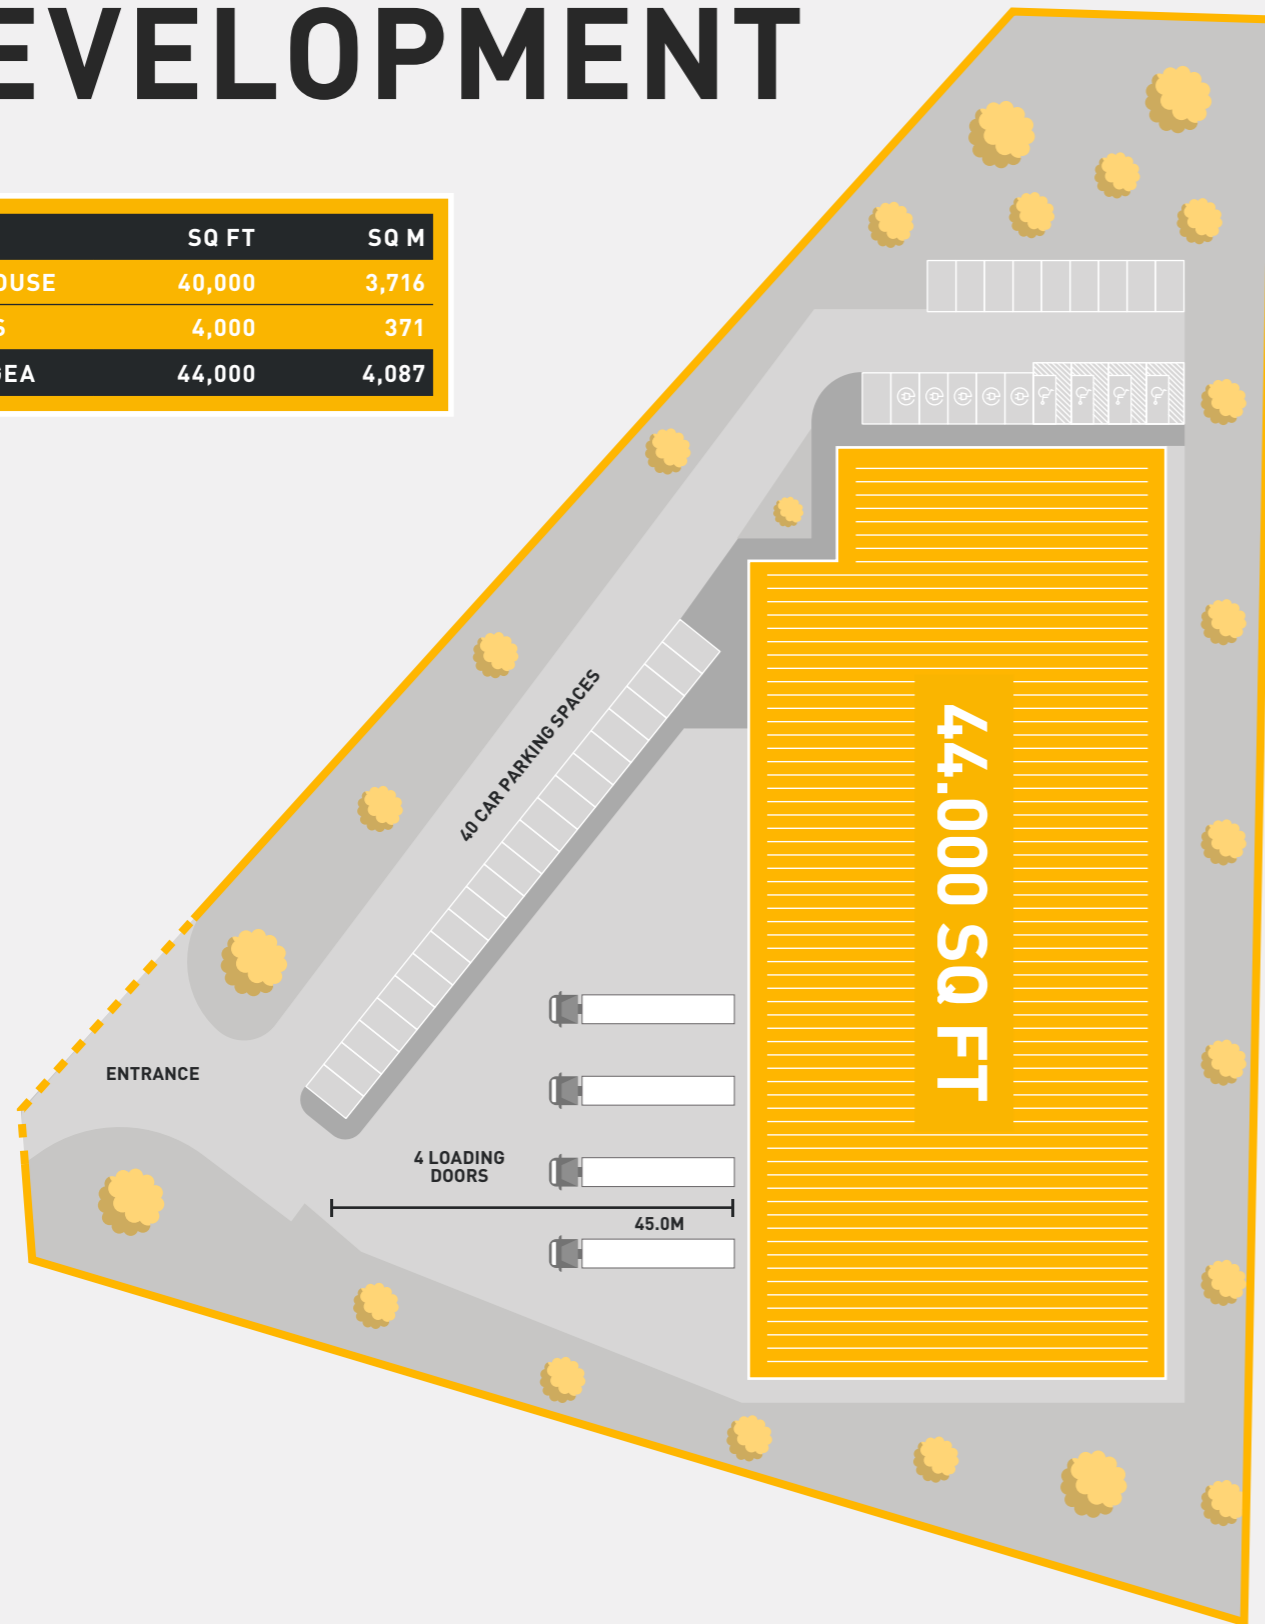 EVELOPMENT
SQ FT SQ M
OUSE 40,000 3,716
S 4,000 371
GEA 44,000 4,087
40 CAR PARKING SPACES
44.000 SQ FT
ENTRANCE
4 LOADING
DOORS
45.0M